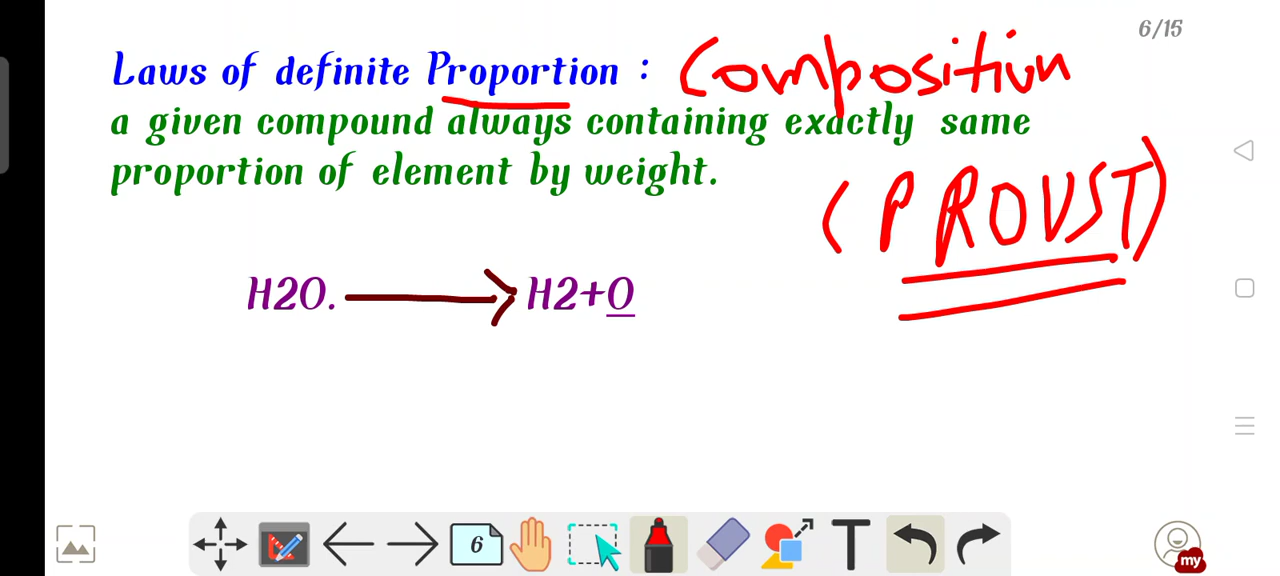 6/15
Laws of definite Proportion : Composition
a given compound always containing exactly same
proportion of element by weight.
(PROUST)
H2O. → H2+O
6
my